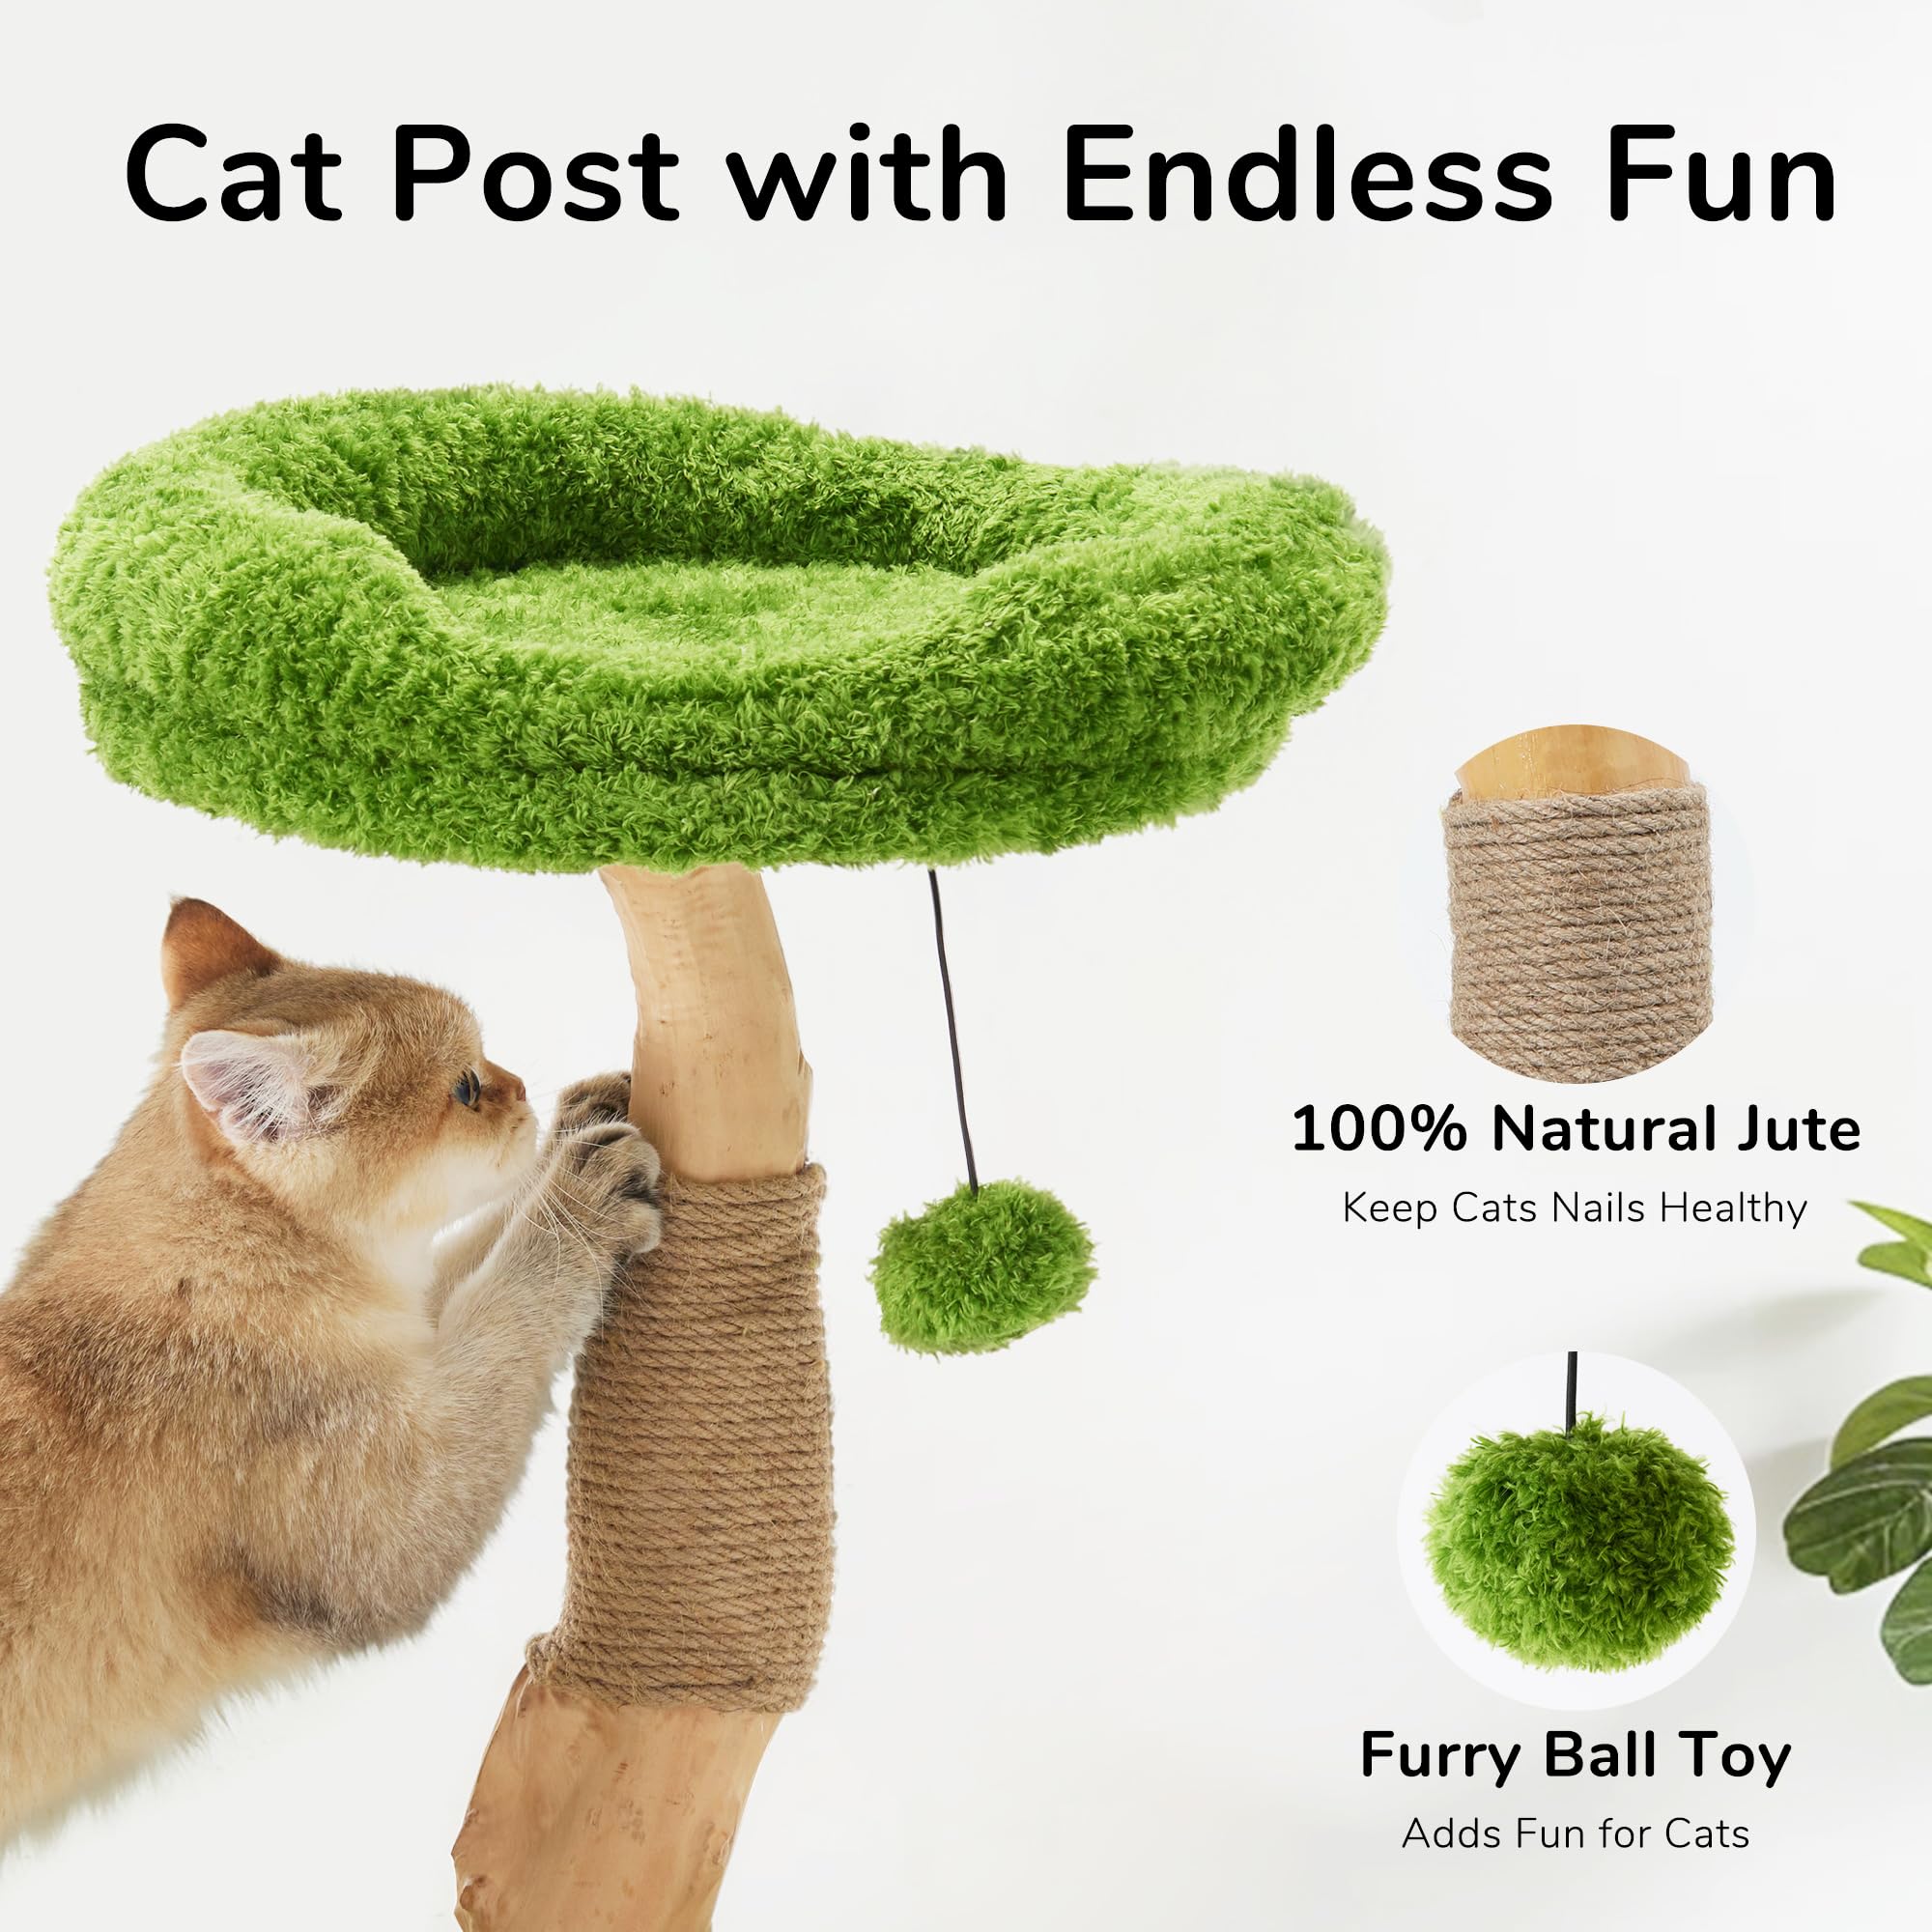 Cat Post with Endless Fun
100% Natural Jute
Keep Cats Nails Healthy
Furry Ball Toy
Adds Fun for Cats